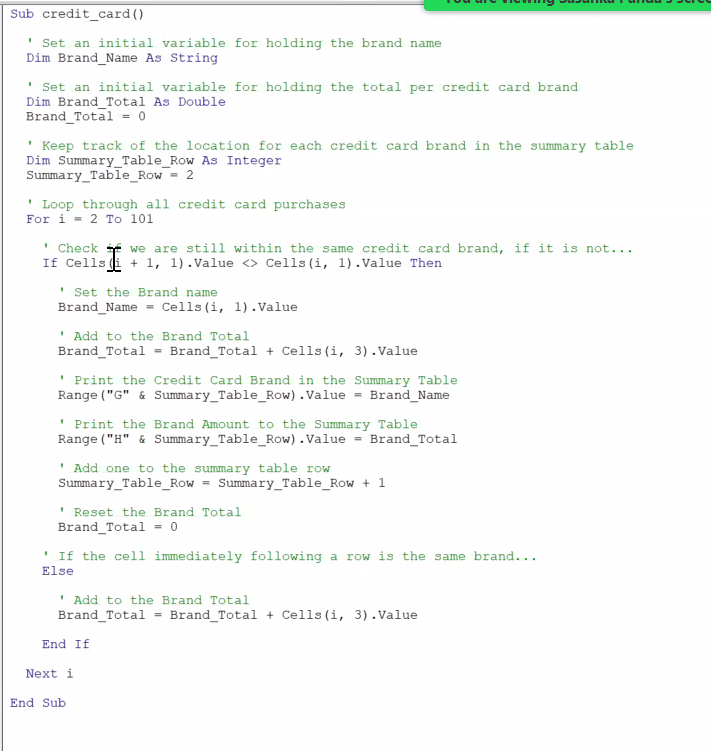 You are viewing Sasanka Panda's scree
Sub credit_card()
' Set an initial variable for holding the brand name
Dim Brand_Name As String
' Set an initial variable for holding the total per credit card brand
Dim Brand_Total As Double
Brand_Total = 0
' Keep track of the location for each credit card brand in the summary table
Dim Summary_Table_Row As Integer
Summary_Table_Row = 2
' Loop through all credit card purchases
For i = 2 To 101
' Check if we are still within the same credit card brand, if it is not...
If Cells(i + 1, 1).Value <> Cells(i, 1).Value Then
' Set the Brand name
Brand_Name = Cells(i, 1).Value
' Add to the Brand Total
Brand_Total = Brand_Total + Cells(i, 3).Value
' Print the Credit Card Brand in the Summary Table
Range("G" & Summary_Table_Row).Value = Brand_Name
' Print the Brand Amount to the Summary Table
Range("H" & Summary_Table_Row).Value = Brand_Total
' Add one to the summary table row
Summary_Table_Row = Summary_Table_Row + 1
' Reset the Brand Total
Brand_Total = 0
' If the cell immediately following a row is the same brand...
Else
' Add to the Brand Total
Brand_Total = Brand_Total + Cells(i, 3).Value
End If
Next i
End Sub